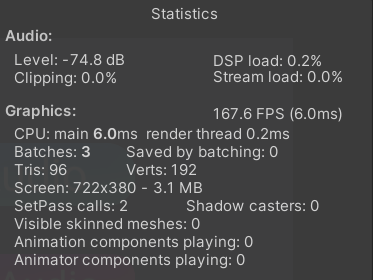 Statistics
Audio:
Level: -74.8 dB DSP load: 0.2%
Clipping: 0.0% Stream load: 0.0%
Graphics: 167.6 FPS (6.0ms)
CPU: main 6.0ms render thread 0.2ms
Batches: 3 Saved by batching: 0
Tris: 96 Verts: 192
Screen: 722x380 - 3.1 MB
SetPass calls: 2 Shadow casters: 0
Visible skinned meshes: 0
Animation components playing: 0
Animator components playing: 0